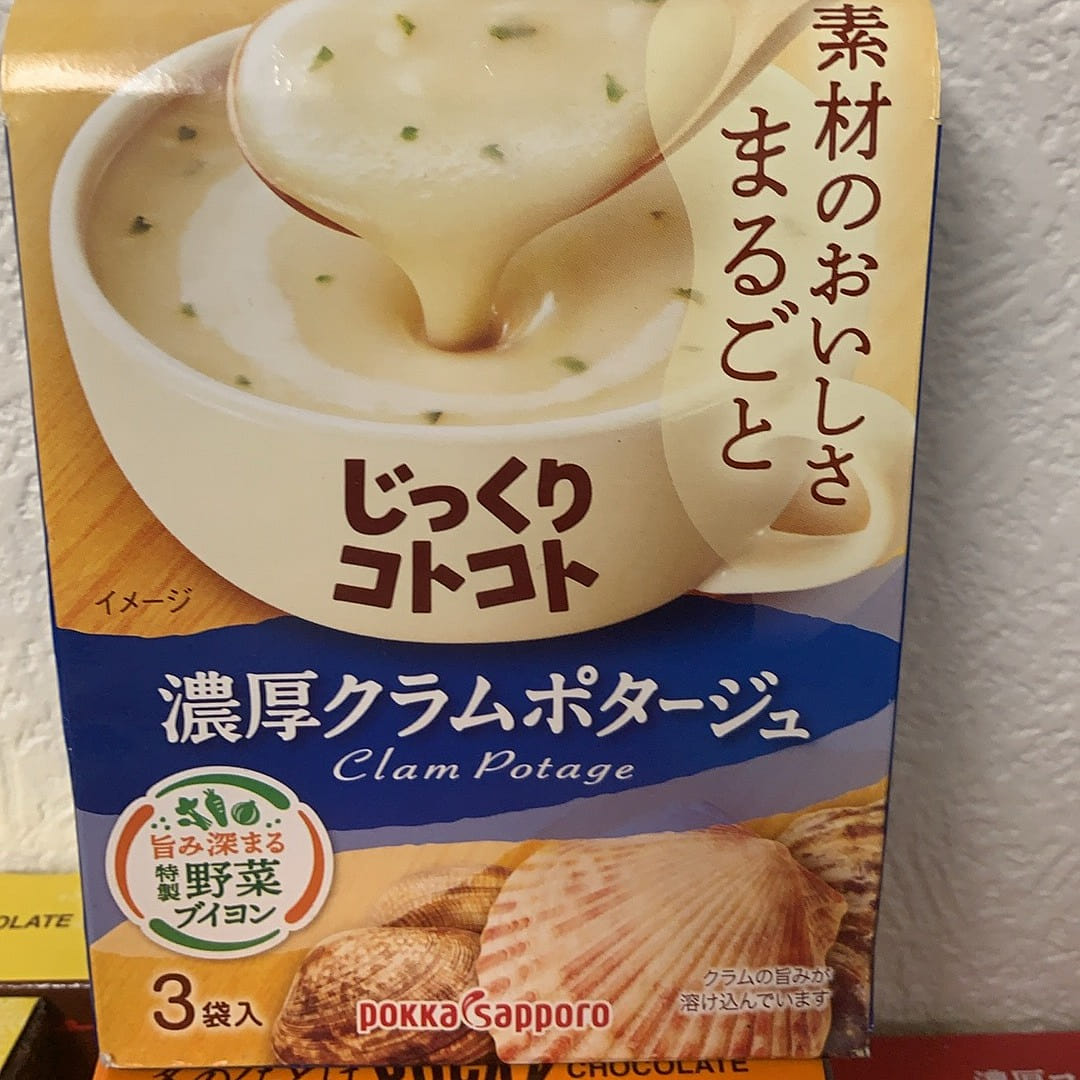 素材のおいしさ
まるごと
じっくり
コトコト
イメージ
濃厚クラムポタージュ
Clam Potage
旨み深まる
特製
野菜
ブイヨン
3袋入
クラムの旨みが
溶け込んでいます
pokka sapporo
OLATE
CHOCOLATE
濃厚